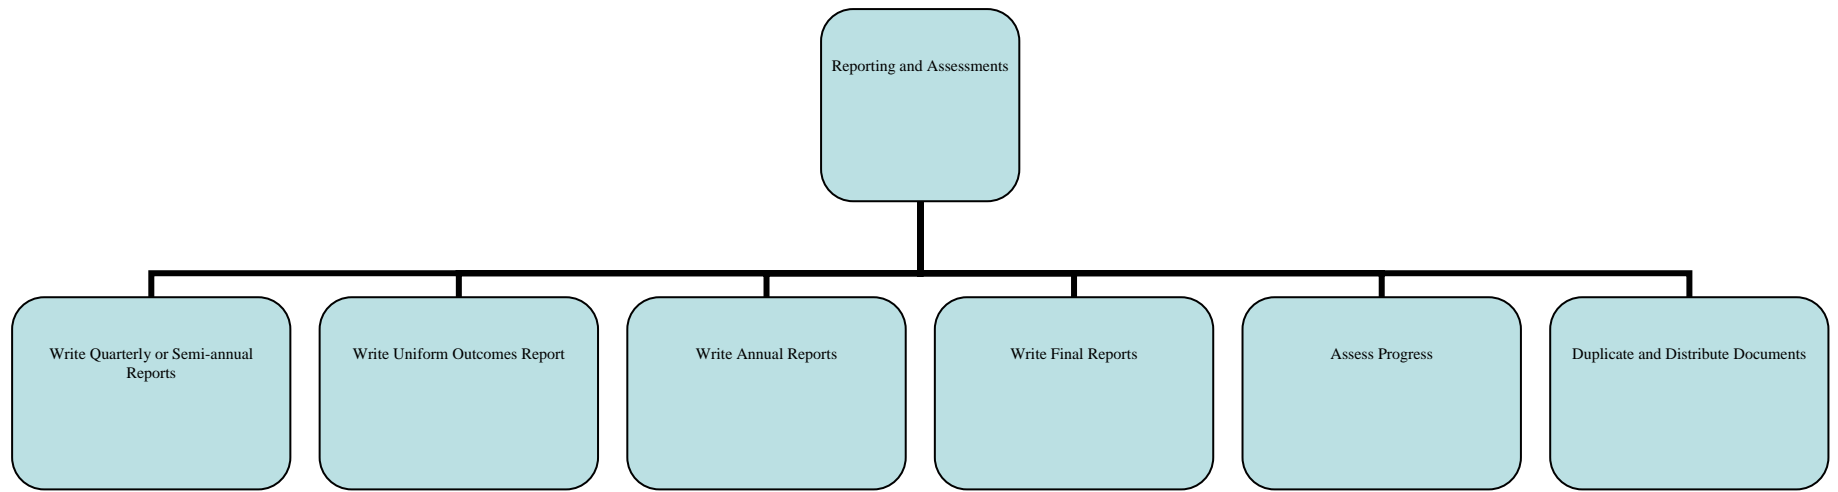 Reporting and Assessments
Write Quarterly or Semi-annual
Reports
Write Uniform Outcomes Report
Write Annual Reports
Write Final Reports
Assess Progress
Duplicate and Distribute Documents